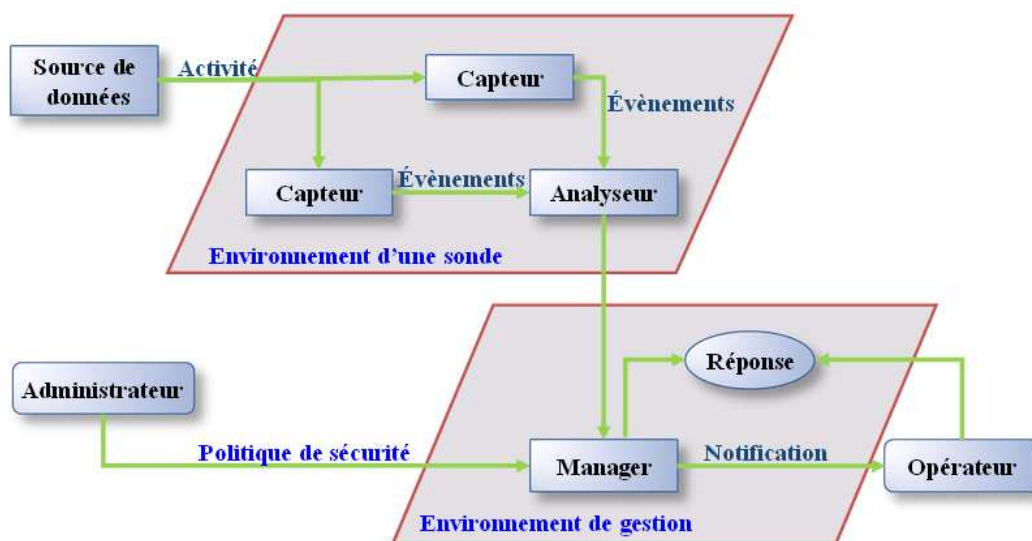 Source de
données
Activité
Capteur
Évènements
Capteur
Évènements
Analyseur
Environnement d'une sonde
Réponse
Administrateur
Politique de sécurité
Manager
Notification
Opérateur
Environnement de gestion